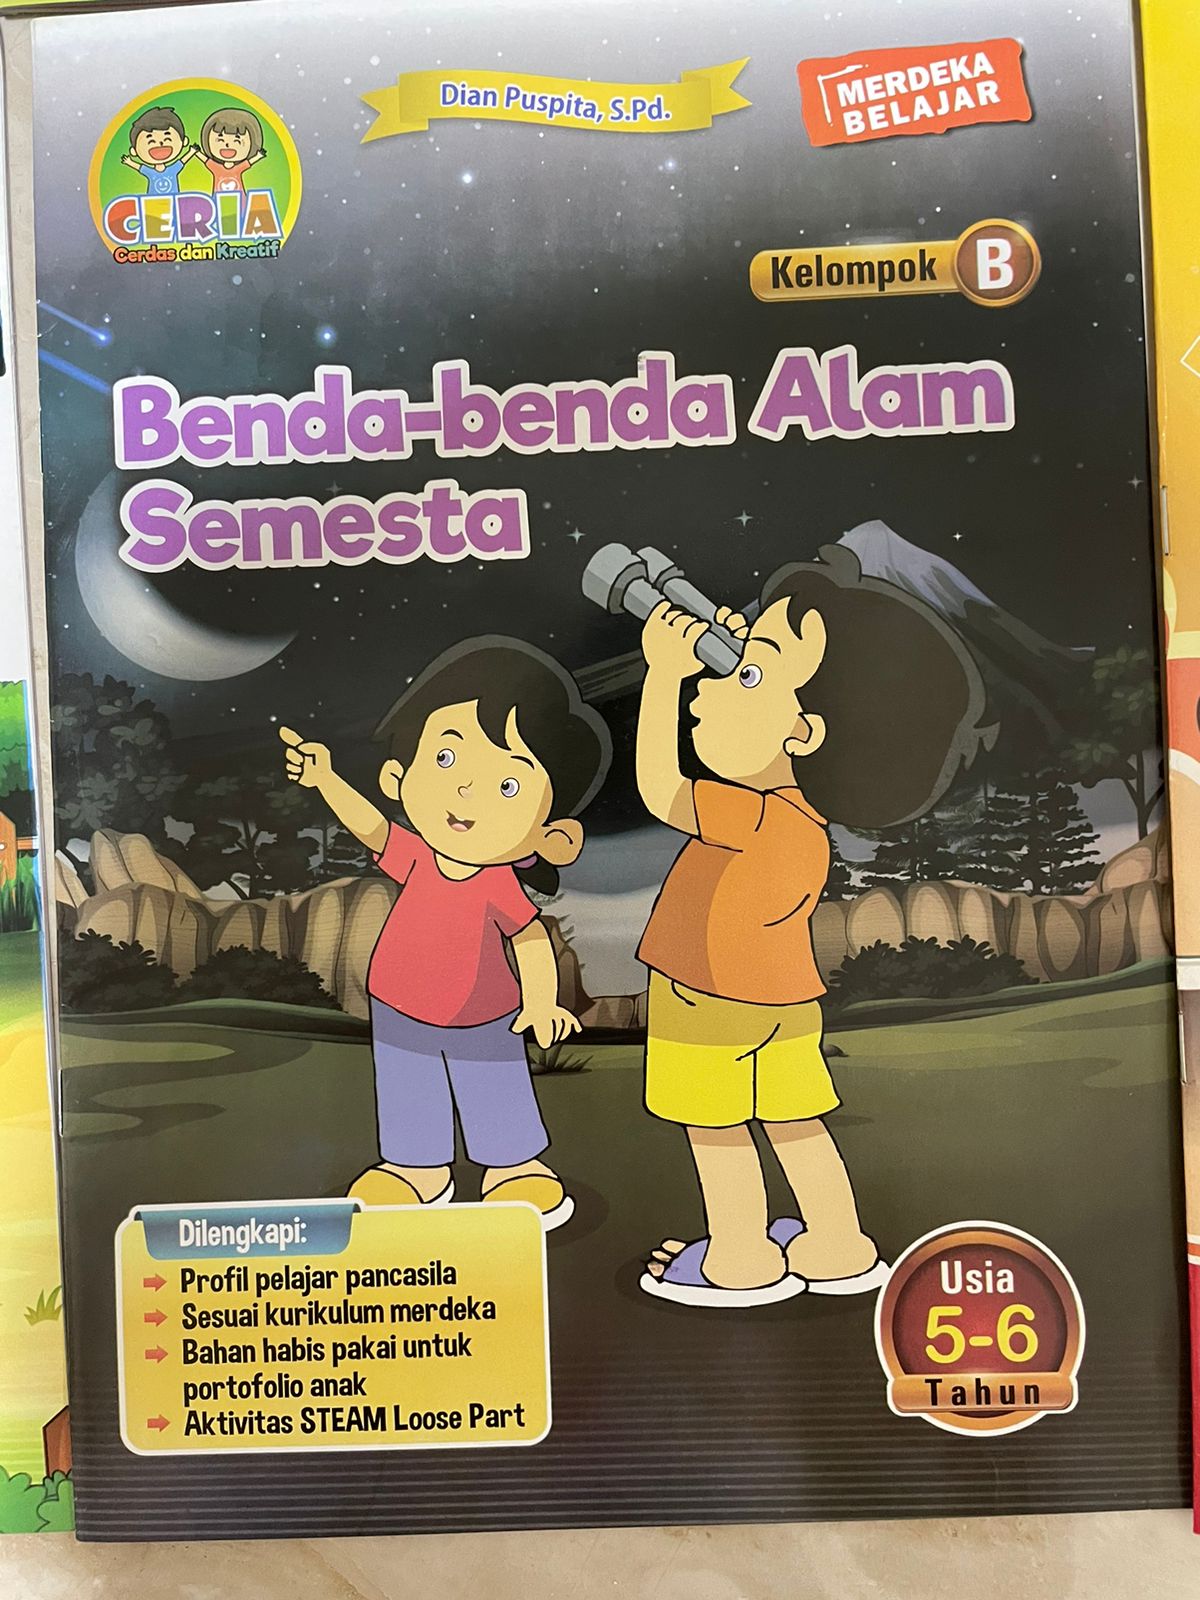 Dian Puspita, S.Pd.
MERDEKA
BELAJAR
CERIA
Cerdas dan Kreatif
Kelompok B
Benda-benda Alam
Semesta
Dilengkapi:
Profil pelajar pancasila
Sesuai kurikulum merdeka
Bahan habis pakai untuk
portofolio anak
Aktivitas STEAM Loose Part
Usia
5-6
Tahun